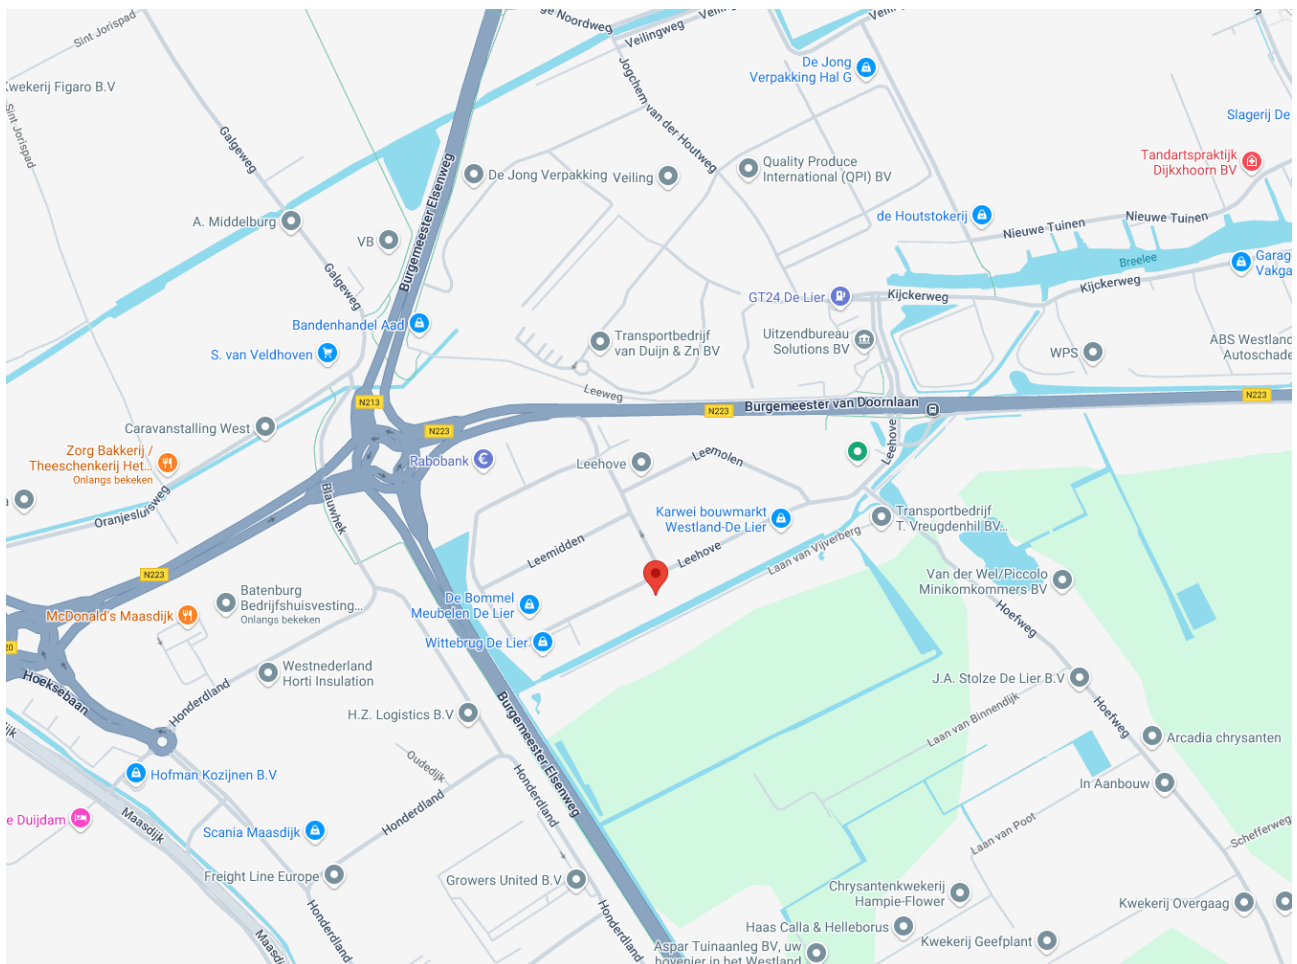 Sint Jorispad
ge Noordweg
Veilingweg
Veilingweg
Veilingweg
De Jong
Verpakking Hal G
Kwekerij Figaro B.V
Sint Jorispad
Galgeweg
Jogchem van der Houtweg
Slagerij De
Tandartspraktijk
Dijkxhoorn BV
De Jong Verpakking
Veiling
Quality Produce
International (QPI) BV
Burgemeester Elsenweg
A. Middelburg
VB
de Houtstokerij
Nieuwe Tuinen
Nieuwe Tuinen
Breelee
Garag
Vakga
Galgeweg
GT24 De Lier
Kijckerweg
Kijckerweg
Bandenhandel Aad
Transportbedrijf
van Duijn & Zn BV
Uitzendbureau
Solutions BV
WPS
ABS Westland
Autoschade
S. van Veldhoven
Leeweg
N213
N223
Burgemeester van Doornlaan
N223
N223
Caravanstalling West
Zorg Bakkerij /
Theeschenkerij Het...
Onlangs bekeken
Rabobank
Leehove
Leemolen
Leehove
a
Oranjesluisweg
Blauwhek
Karwei bouwmarkt
Westland-De Lier
Transportbedrijf
T. Vreugdenhil BV...
Leemidden
Leehove
Laan van Vijverberg
N223
Batenburg
Bedrijfshuisvesting...
Onlangs bekeken
McDonald's Maasdijk
De Bommel
Meubelen De Lier
Van der Wel/Piccolo
Minikomkommers BV
Hoefweg
Wittebrug De Lier
20
Hoeksebaan
Westnederland
Horti Insulation
Honderdland
J.A. Stolze De Lier B.V
Hoefweg
Laan van Binnendijk
H.Z. Logistics B.V
Burgemeester Elsenweg
Arcadia chrysanten
ijk
Oudedijk
Hofman Kozijnen B.V
Honderdland
Honderdland
In Aanbouw
e Duijdam
Maasdijk
Scania Maasdijk
Laan van Poot
Schefferweg
Freight Line Europe
Growers United B.V
Chrysantenkwekerij
Hampie-Flower
Kwekerij Overgaag
Honderdland
Honderdland
Haas Calla & Helleborus
Kwekerij Geefplant
Maasdijk
Aspar Tuinaanleg BV, uw
hovenier in het Westland